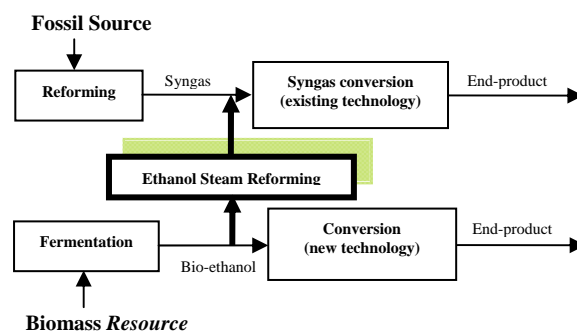 Fossil Source
Reforming
Syngas
Syngas conversion
(existing technology)
End-product
Ethanol Steam Reforming
Fermentation
Bio-ethanol
Conversion
(new technology)
End-product
Biomass Resource